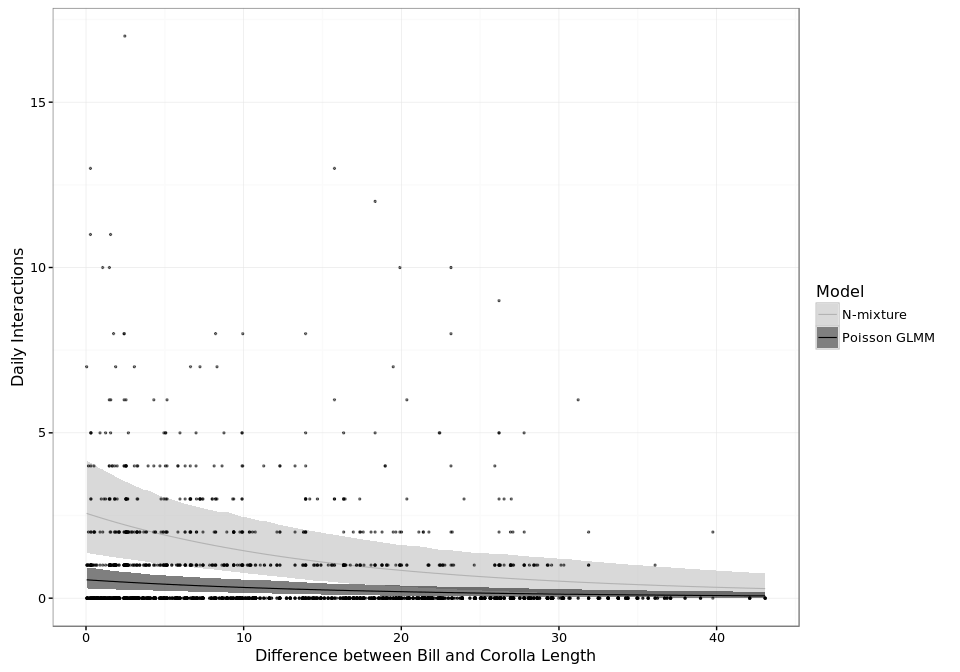 15
10
5
0
Daily Interactions
0 10 20 30 40
Difference between Bill and Corolla Length
Model
N-mixture
Poisson GLMM